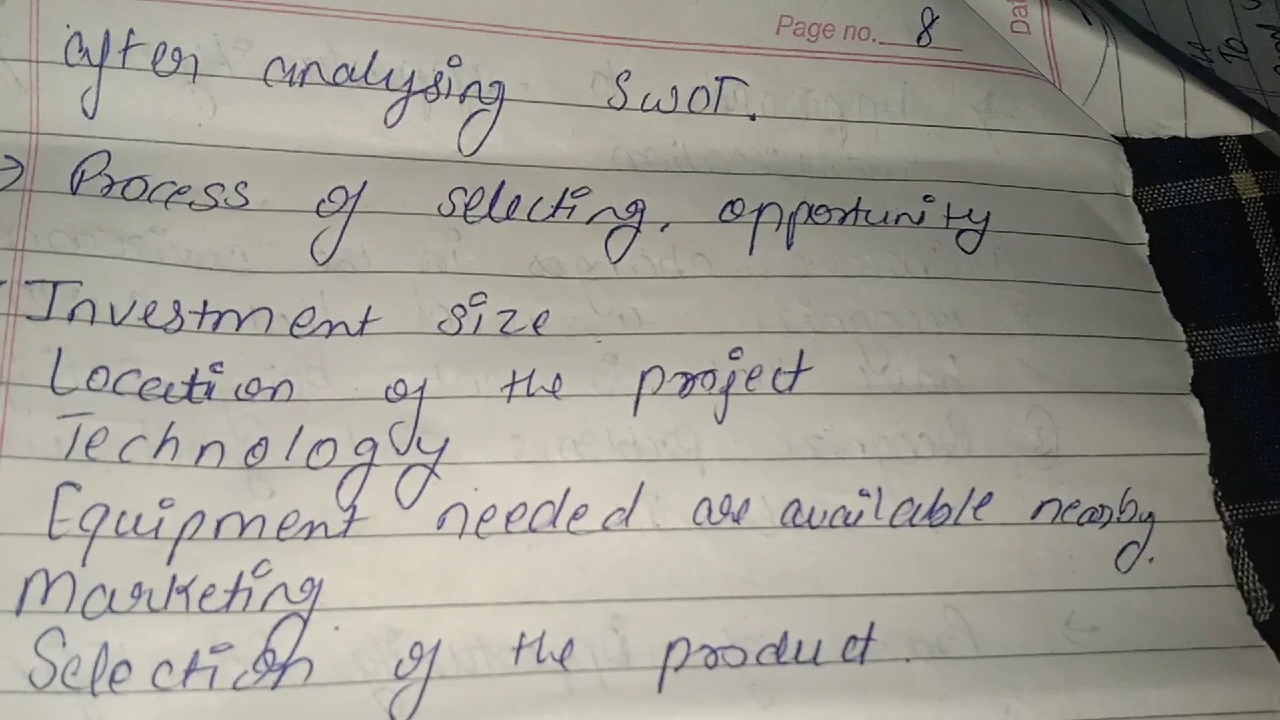 Page no. 8
after analysing SWOT.
→ Process of selecting opportunity
Investment size
Location of the project
Technology
Equipment needed are available nearby.
Marketing
Selection of the product.